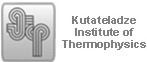 Kutateladze
Institute of
Thermophysics